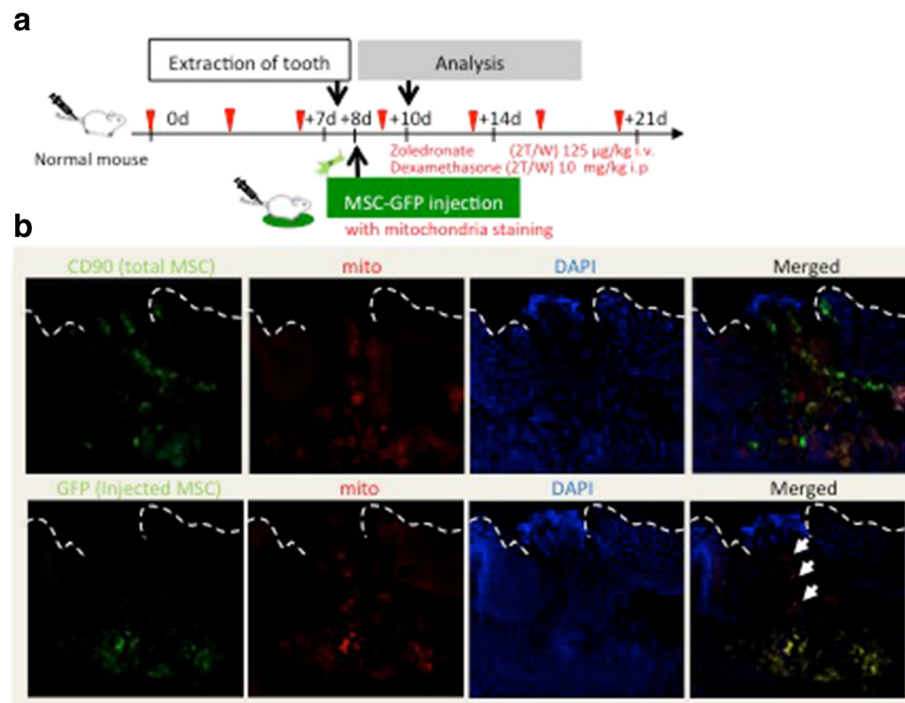 a
Extraction of tooth
Analysis
0d
+7d +8d
+10d
+14d
+21d
Normal mouse
Zoledronate (2T/W) 125 µg/kg i.v.
Dexamethasone (2T/W) 10 mg/kg i.p
MSC-GFP injection
with mitochondria staining
b
CD90 (total MSC)
mito
DAPI
Merged
GFP (Injected MSC)
mito
DAPI
Merged